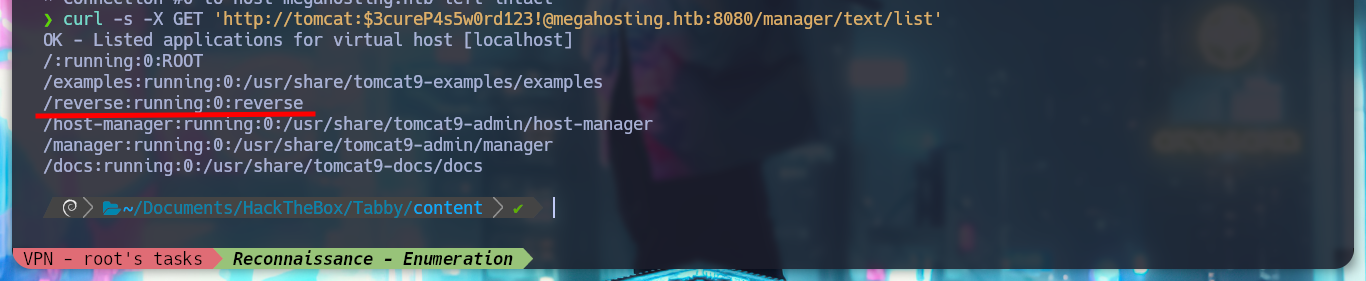 ❯ curl -s -X GET 'http://tomcat:$3cureP4s5w0rd123!@megahosting.htb:8080/manager/text/list'
OK - Listed applications for virtual host [localhost]
/:running:0:ROOT
/examples:running:0:/usr/share/tomcat9-examples/examples
/reverse:running:0:reverse
/host-manager:running:0:/usr/share/tomcat9-admin/host-manager
/manager:running:0:/usr/share/tomcat9-admin/manager
/docs:running:0:/usr/share/tomcat9-docs/docs
~/Documents/HackTheBox/Tabby/content ✔
VPN - root's tasks Reconnaissance - Enumeration